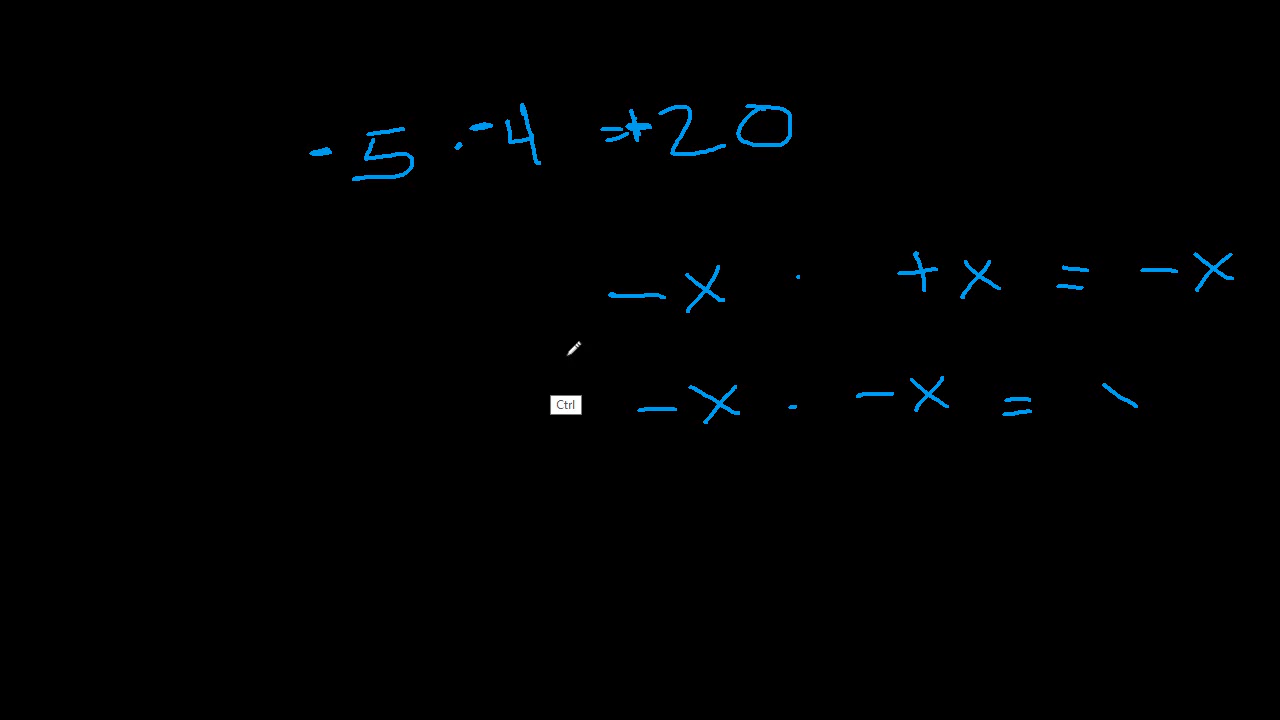 -5 · -4 = +20
-x · +x = -x
-x · -x =
Ctrl